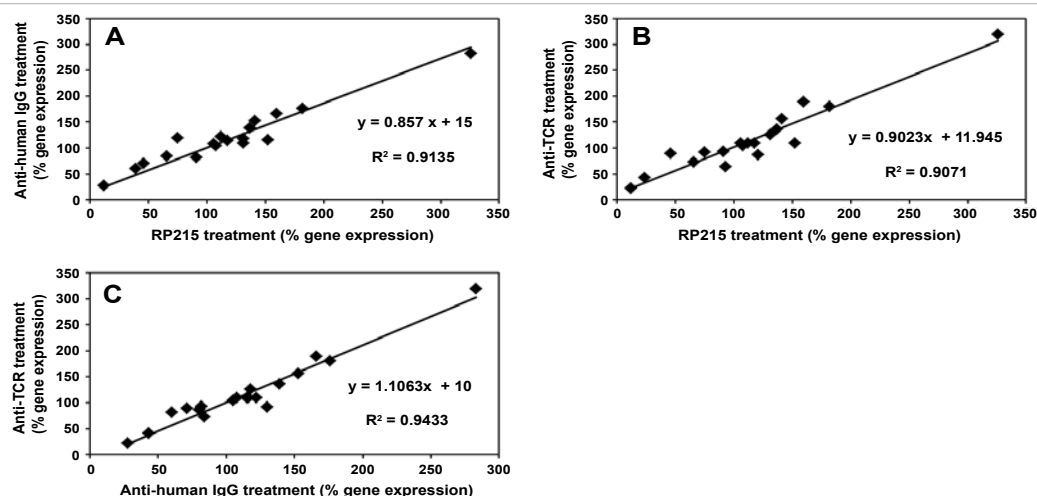 A
Anti-human IgG treatment
(% gene expression)
350
300
250
200
150
100
50
0
y = 0.857 x + 15
R² = 0.9135
0 50 100 150 200 250 300 350
RP215 treatment (% gene expression)
B
Anti-TCR treatment
(% gene expression)
350
300
250
200
150
100
50
0
y = 0.9023x + 11.945
R² = 0.9071
0 50 100 150 200 250 300 350
RP215 treatment (% gene expression)
C
Anti-TCR treatment
(% gene expression)
350
300
250
200
150
100
50
0
y = 1.1063x + 10
R² = 0.9433
0 50 100 150 200 250 300
Anti-human IgG treatment (% gene expression)